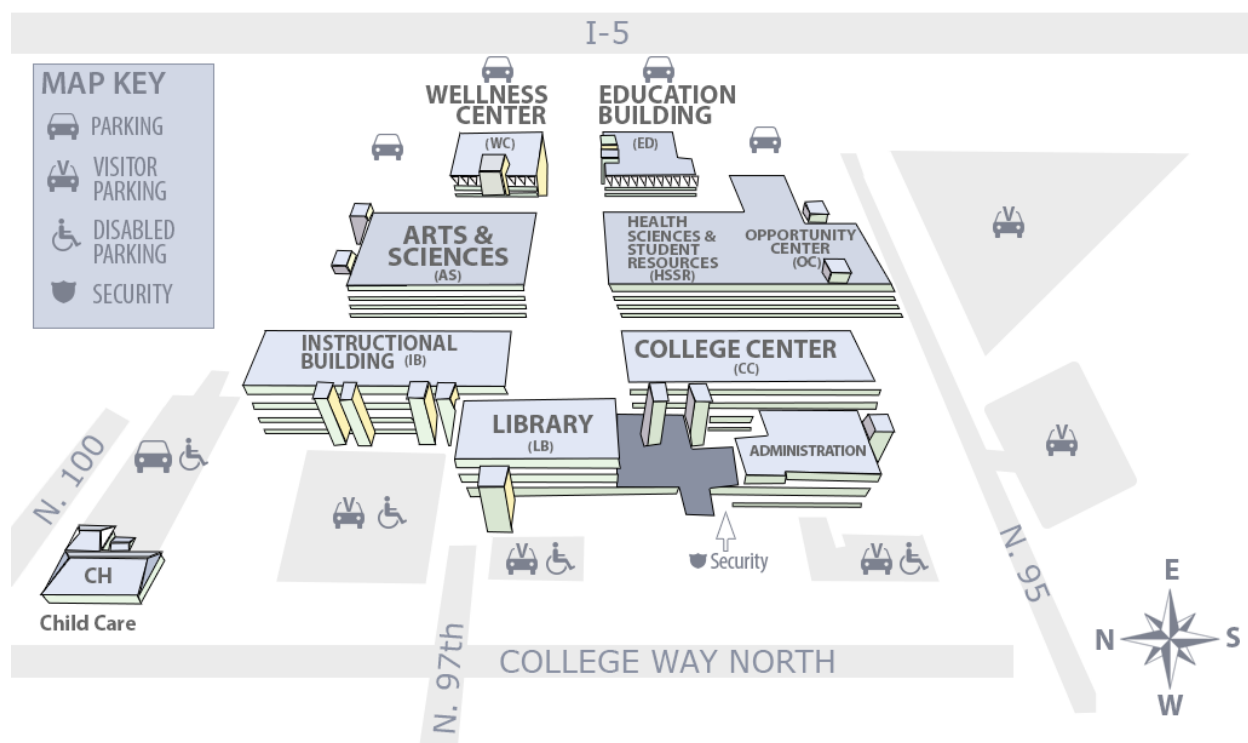 I-5
MAP KEY
PARKING
VISITOR
PARKING
DISABLED
PARKING
SECURITY
WELLNESS
CENTER
(WC)
EDUCATION
BUILDING
(ED)
ARTS &
SCIENCES
(AS)
HEALTH
SCIENCES &
STUDENT
RESOURCES
(HSSR)
OPPORTUNITY
CENTER
(OC)
V
INSTRUCTIONAL
BUILDING (IB)
COLLEGE CENTER
(CC)
LIBRARY
(LB)
ADMINISTRATION
V
N. 100
V
CH
Child Care
V
Security
V
N. 95
N. 97th
COLLEGE WAY NORTH
E
N
S
W
V